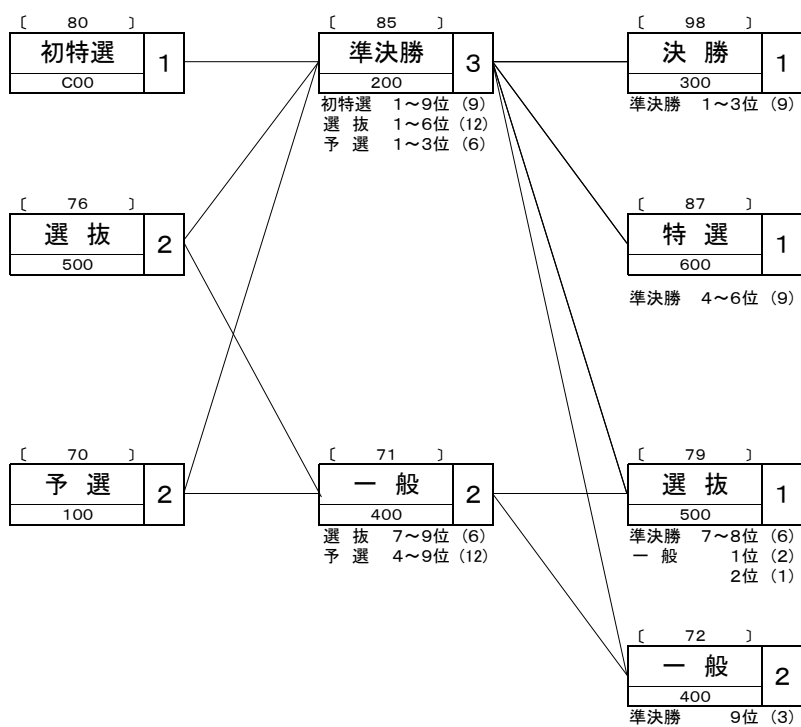 〔 80 〕
初特選 1
C00
〔 85 〕
準決勝 3
200
初特選 1～9位 (9)
選 抜 1～6位 (12)
予 選 1～3位 (6)
〔 98 〕
決 勝 1
300
準決勝 1～3位 (9)
〔 76 〕
選 抜 2
500
〔 87 〕
特 選 1
600
準決勝 4～6位 (9)
〔 70 〕
予 選 2
100
〔 71 〕
一 般 2
400
選 抜 7～9位 (6)
予 選 4～9位 (12)
〔 79 〕
選 抜 1
500
準決勝 7～8位 (6)
一 般 1位 (2)
2位 (1)
〔 72 〕
一 般 2
400
準決勝 9位 (3)